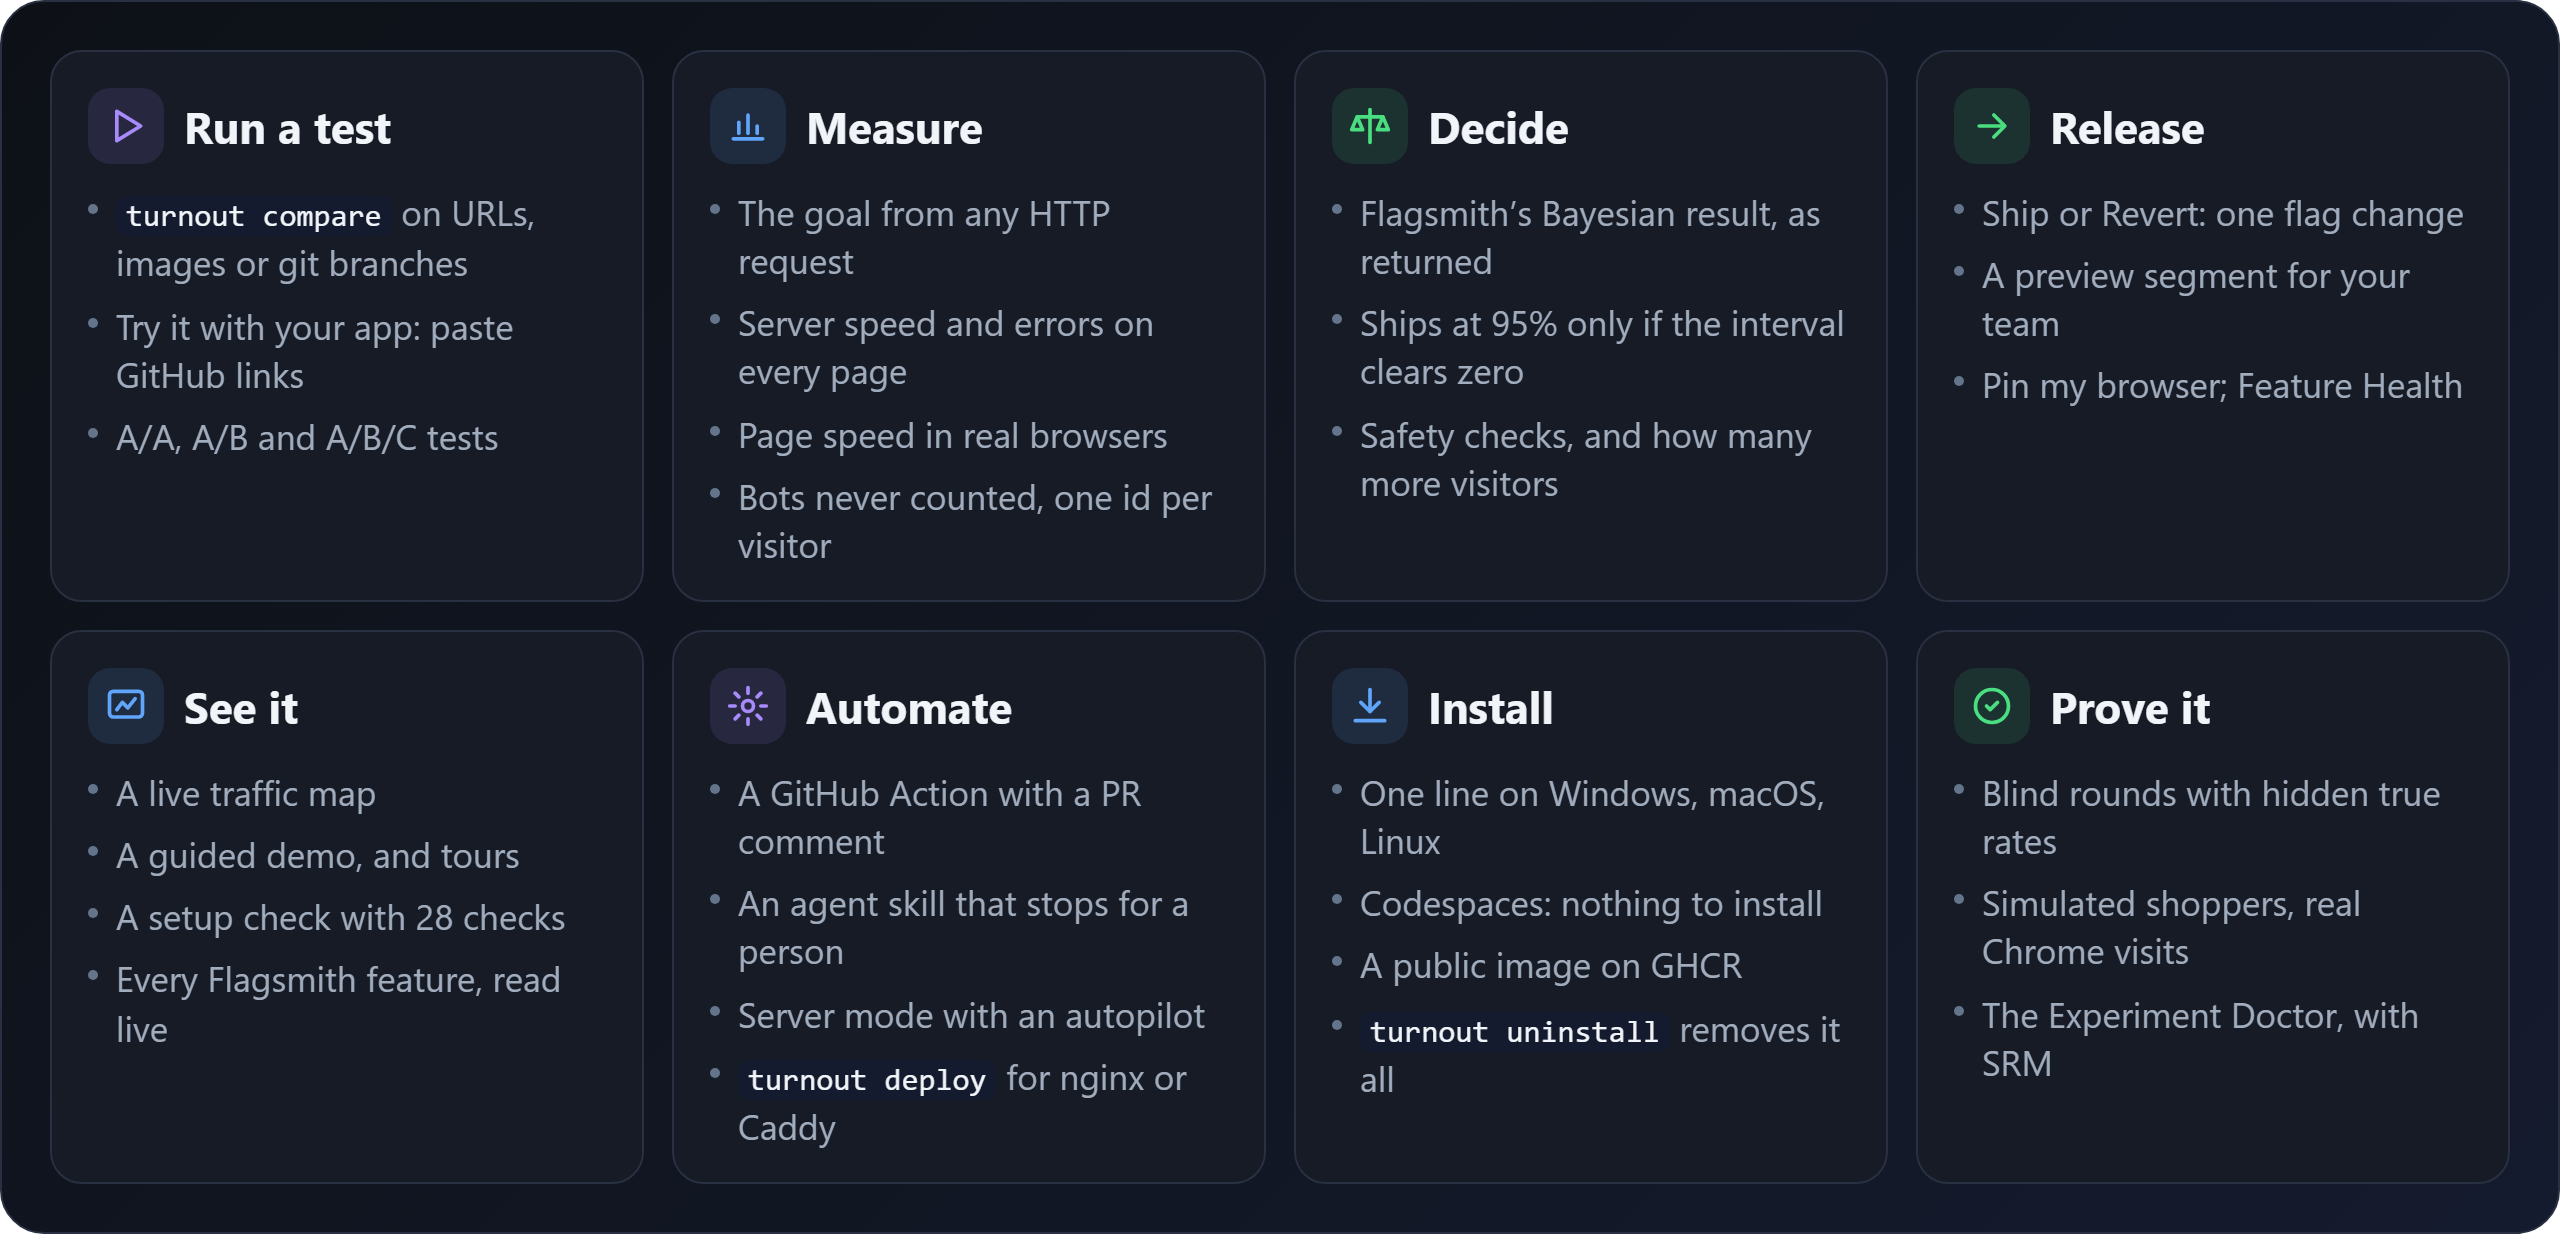 Run a test
turnout compare on URLs,
images or git branches
Try it with your app: paste
GitHub links
A/A, A/B and A/B/C tests
Measure
The goal from any HTTP
request
Server speed and errors on
every page
Page speed in real browsers
Bots never counted, one id per
visitor
Decide
Flagsmith’s Bayesian result, as
returned
Ships at 95% only if the interval
clears zero
Safety checks, and how many
more visitors
Release
Ship or Revert: one flag change
A preview segment for your
team
Pin my browser; Feature Health
See it
A live traffic map
A guided demo, and tours
A setup check with 28 checks
Every Flagsmith feature, read
live
Automate
A GitHub Action with a PR
comment
An agent skill that stops for a
person
Server mode with an autopilot
turnout deploy for nginx or
Caddy
Install
One line on Windows, macOS,
Linux
Codespaces: nothing to install
A public image on GHCR
turnout uninstall removes it
all
Prove it
Blind rounds with hidden true
rates
Simulated shoppers, real
Chrome visits
The Experiment Doctor, with
SRM